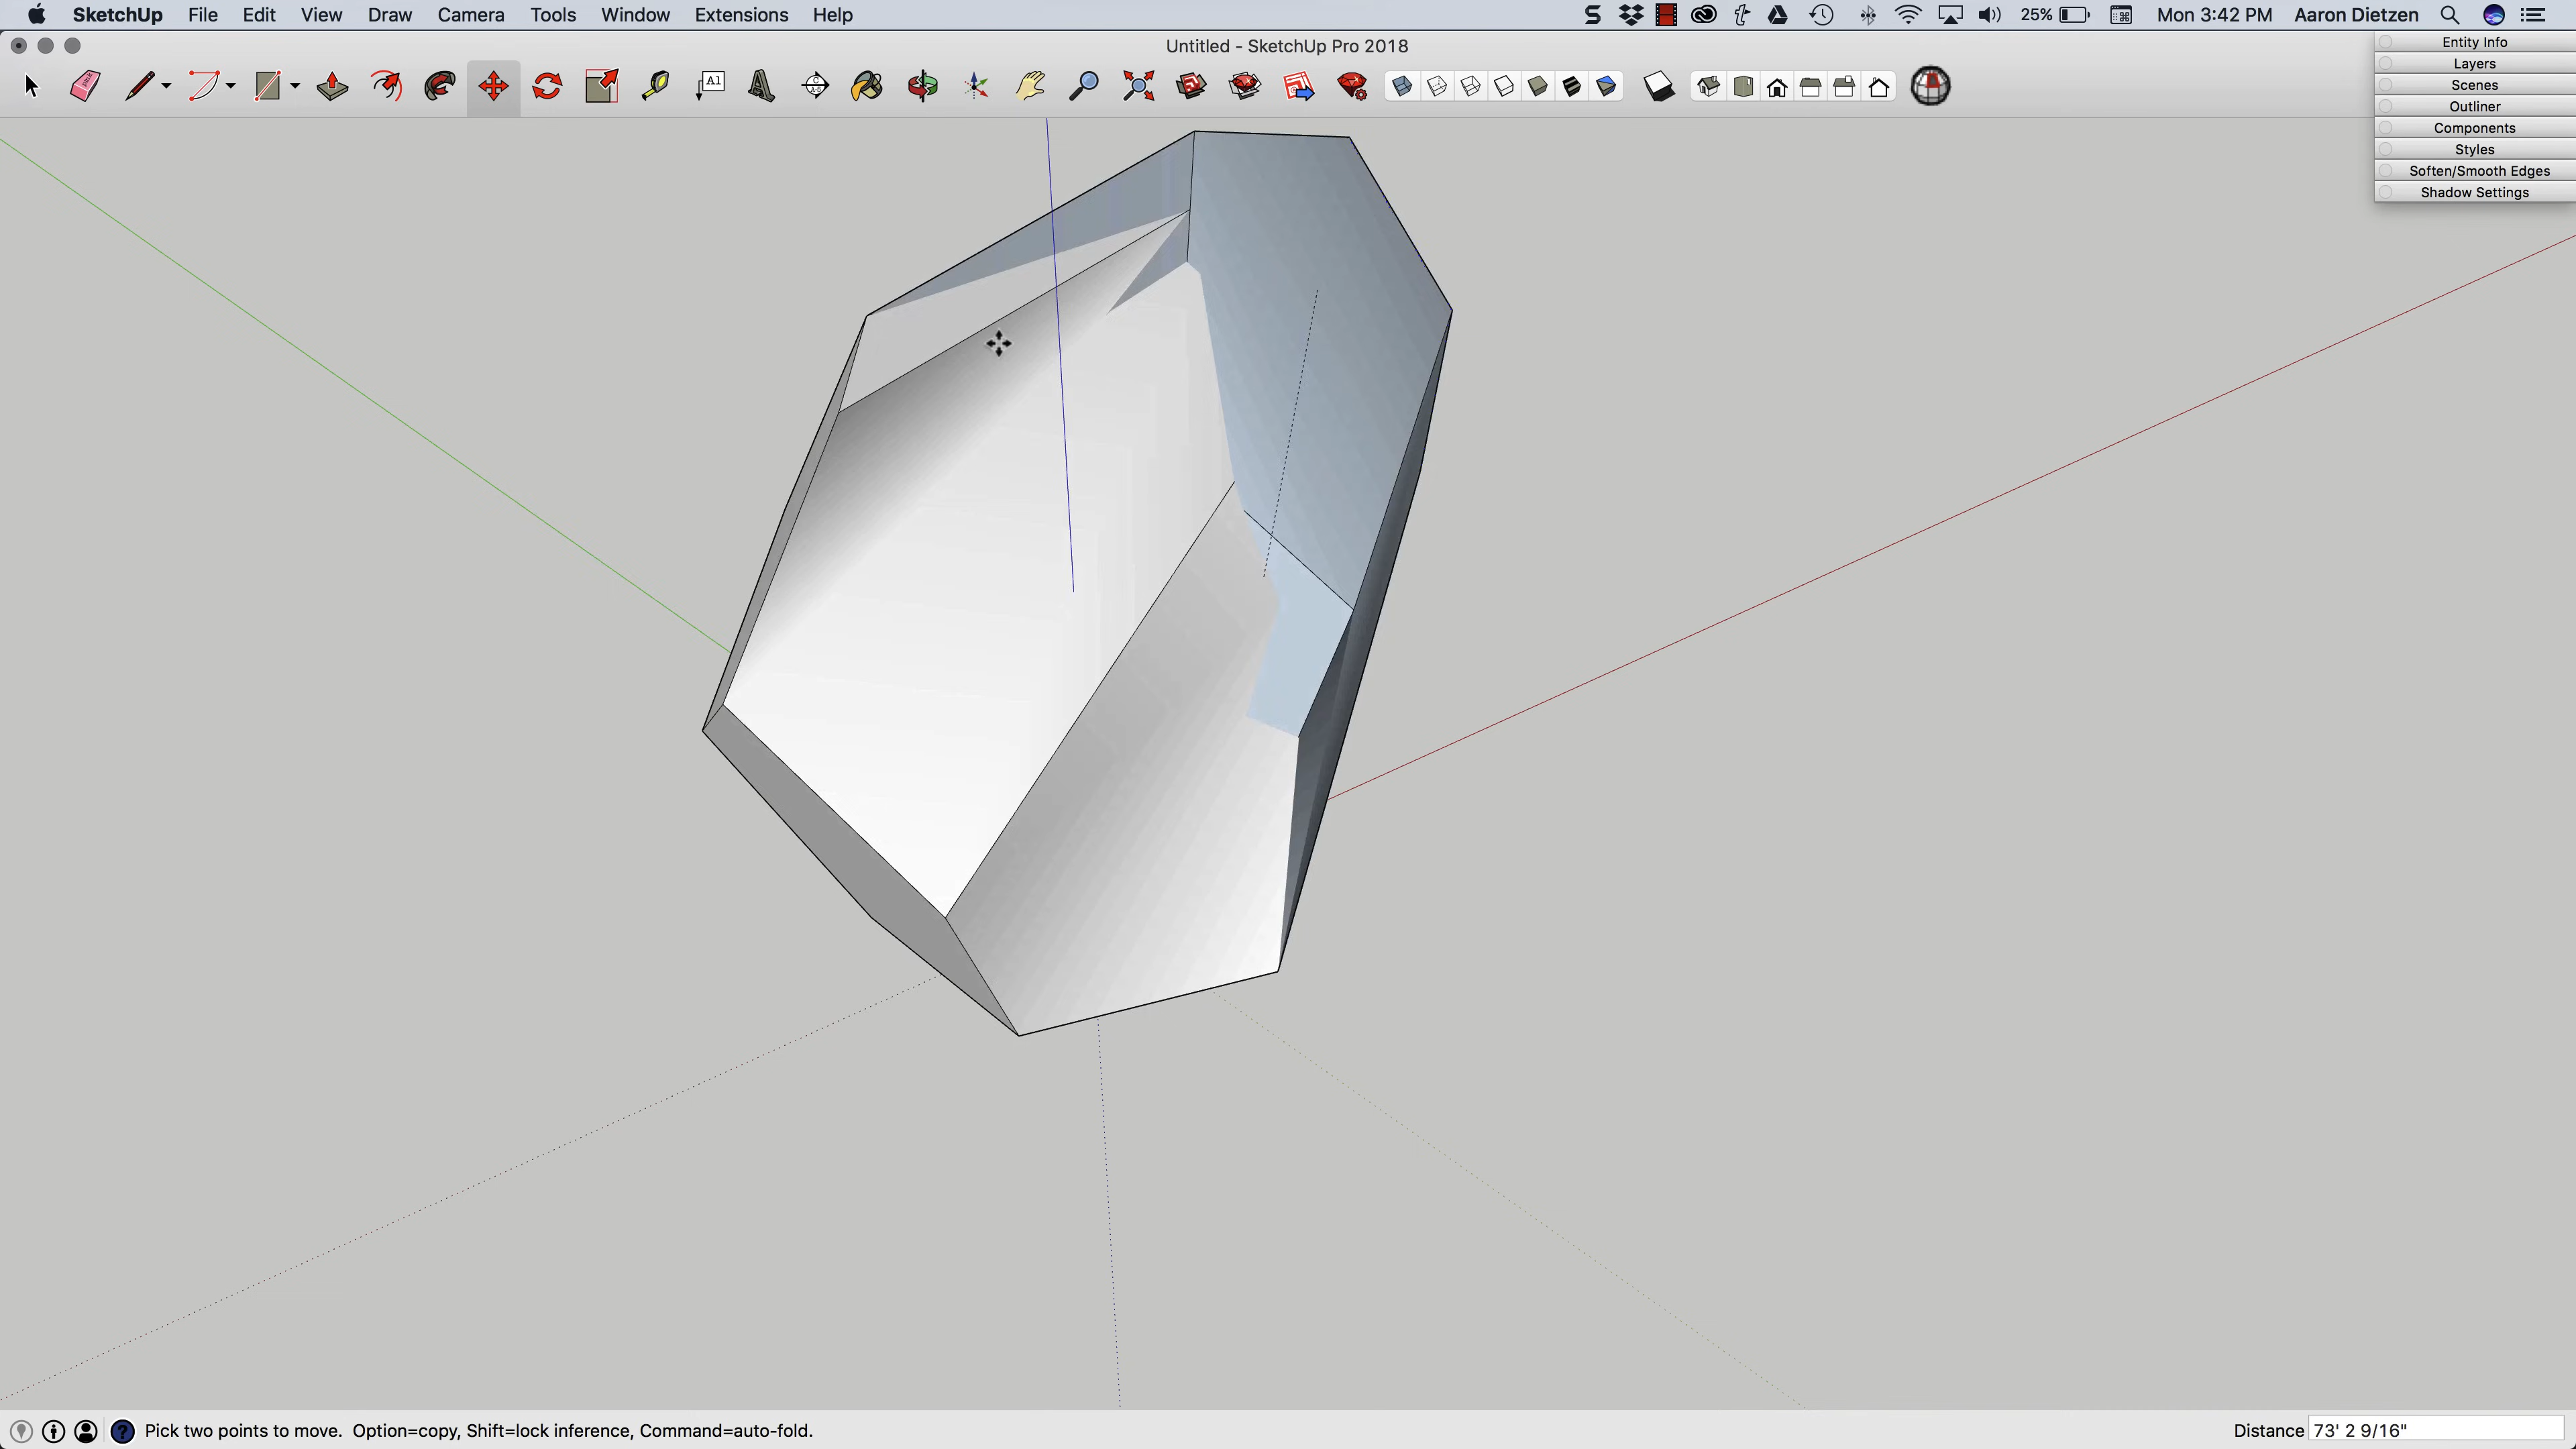 SketchUp File Edit View Draw Camera Tools Window Extensions Help 25% Mon 3:42 PM Aaron Dietzen
Untitled - SketchUp Pro 2018
Entity Info
Layers
Scenes
Outliner
Components
Styles
Soften/Smooth Edges
Shadow Settings
A1
Pick two points to move. Option=copy, Shift=lock inference, Command=auto-fold.
Distance 73' 2 9/16"